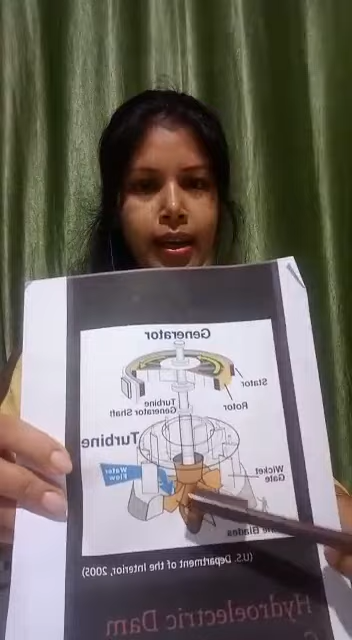 Generator
Stator
Rotor
Turbine
Generator Shaft
Turbine
Water
Flow
Wicket
Gate
Blades
(U.S. Department of the Interior, 2005)
Hydroelectric Dam